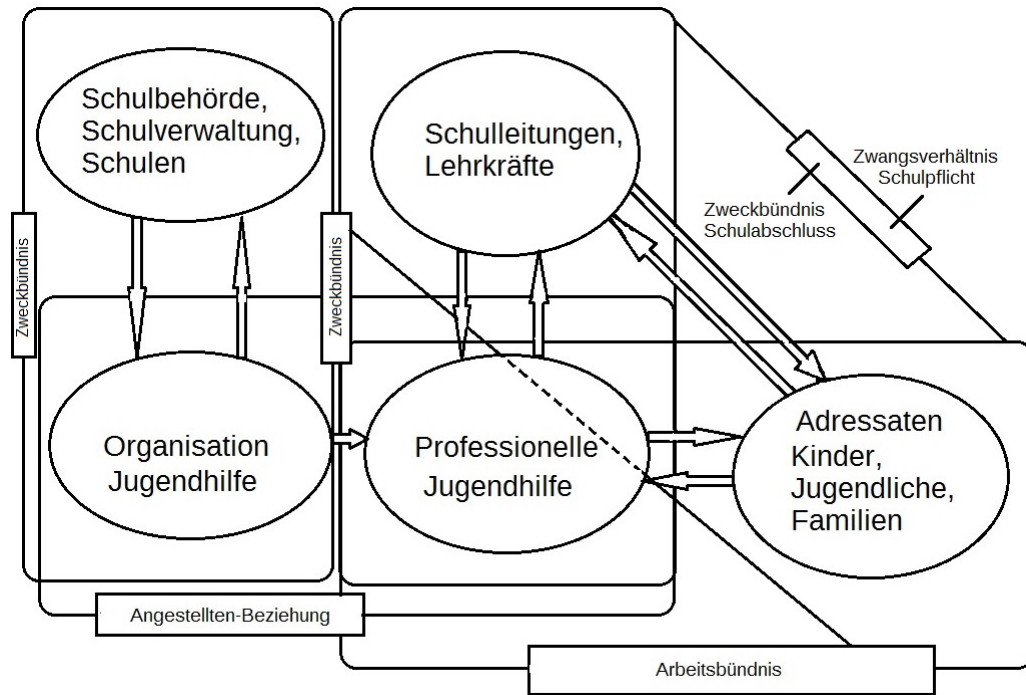 Schulbehörde,
Schulverwaltung,
Schulen
Schulleitungen,
Lehrkräfte
Zwangsverhältnis
Schulpflicht
Zweckbündnis
Schulabschluss
Zweckbündnis
Zweckbündnis
Organisation
Jugendhilfe
Professionelle
Jugendhilfe
Adressaten
Kinder,
Jugendliche,
Familien
Angestellten-Beziehung
Arbeitsbündnis